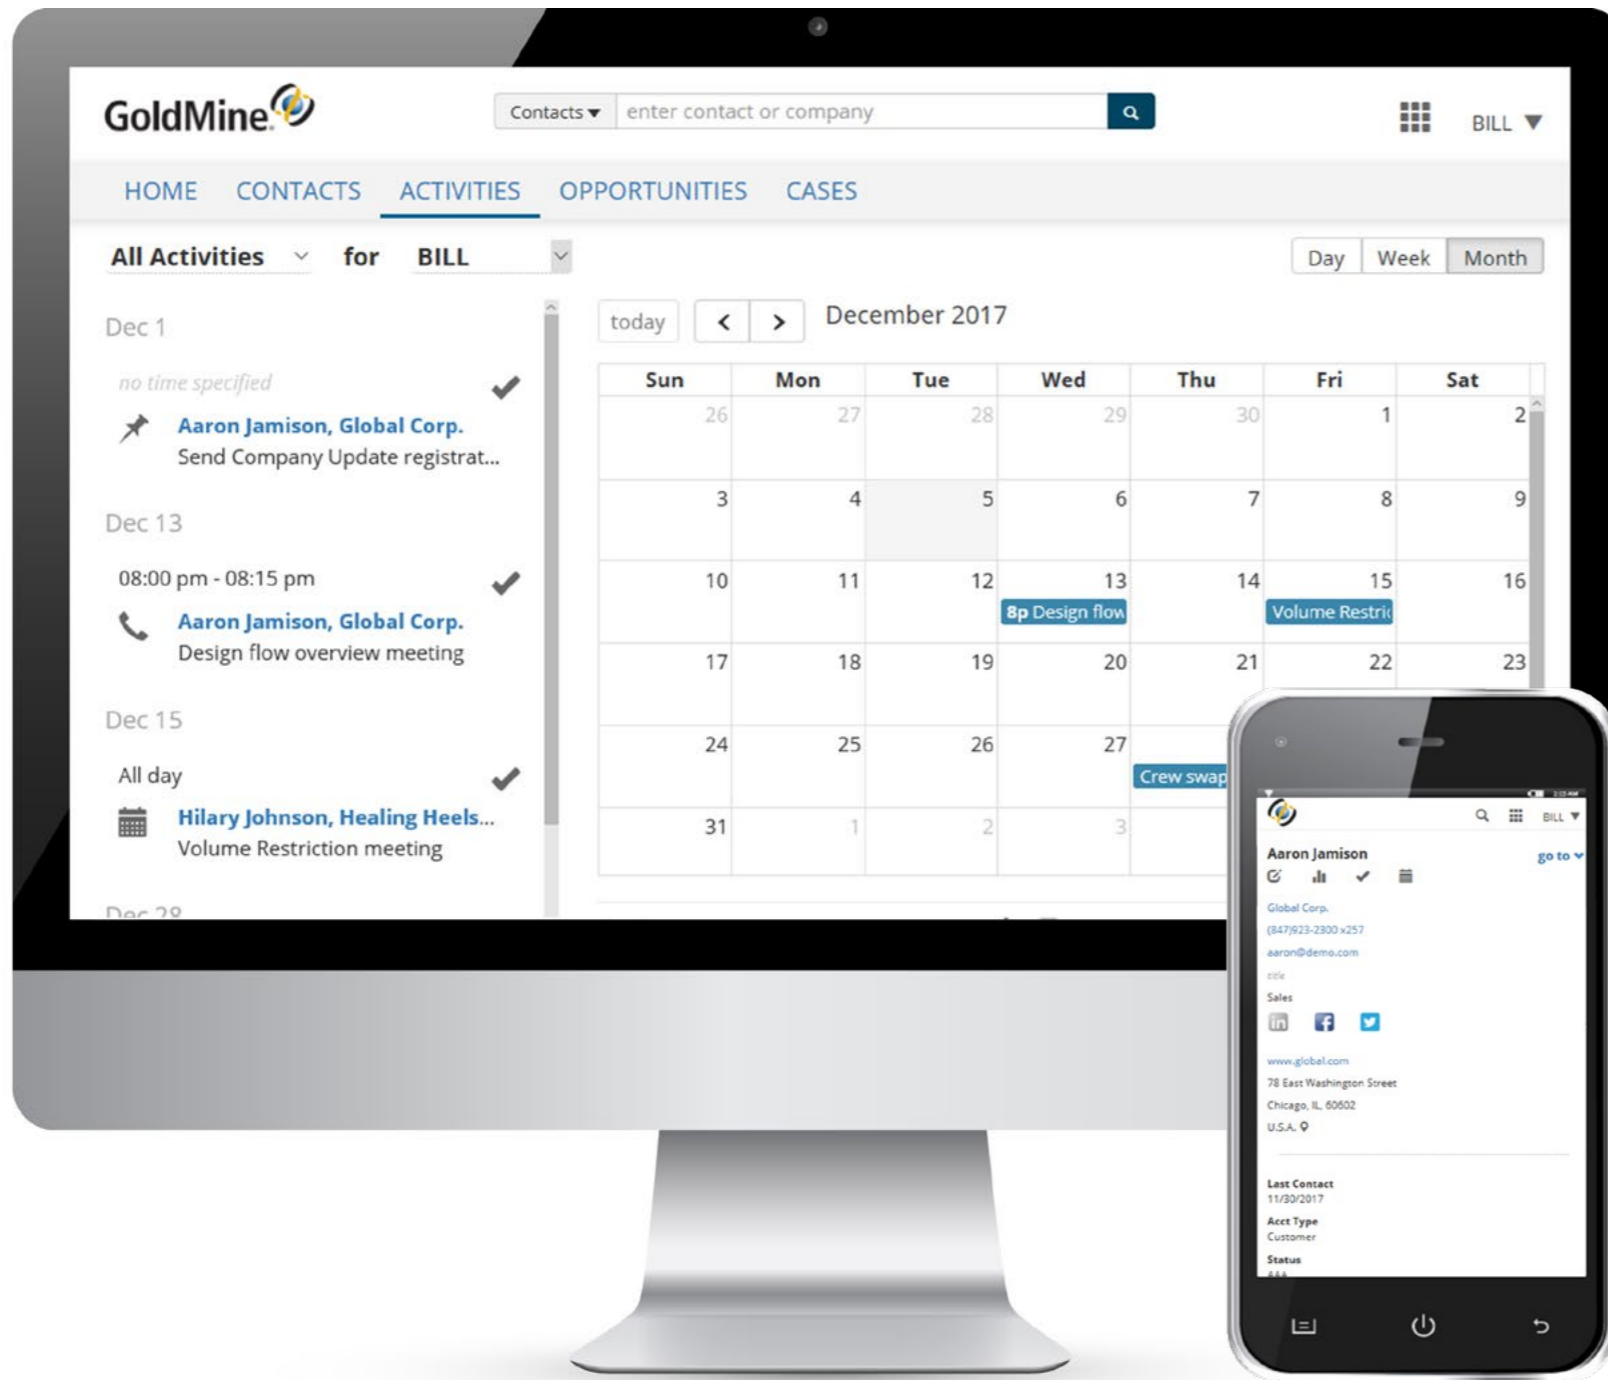 GoldMine
Contacts enter contact or company
BILL
HOME CONTACTS ACTIVITIES OPPORTUNITIES CASES
All Activities for BILL
Day Week Month
Dec 1
no time specified
Aaron Jamison, Global Corp.
Send Company Update registrat...
Dec 13
08:00 pm - 08:15 pm
Aaron Jamison, Global Corp.
Design flow overview meeting
Dec 15
All day
Hilary Johnson, Healing Heels...
Volume Restriction meeting
Dec 28
today December 2017
Sun Mon Tue Wed Thu Fri Sat
26 27 28 29 30 1 2
3 4 5 6 7 8 9
10 11 12 13 14 15 16
8p Design flow Volume Restric
17 18 19 20 21 22 23
24 25 26 27
Crew swap
31 1 2 3
BILL
Aaron Jamison go to
Global Corp.
(847)923-2300 x257
aaron@demo.com
title
Sales
in f
www.global.com
78 East Washington Street
Chicago, IL, 60602
U.S.A.
Last Contact
11/30/2017
Acct Type
Customer
Status